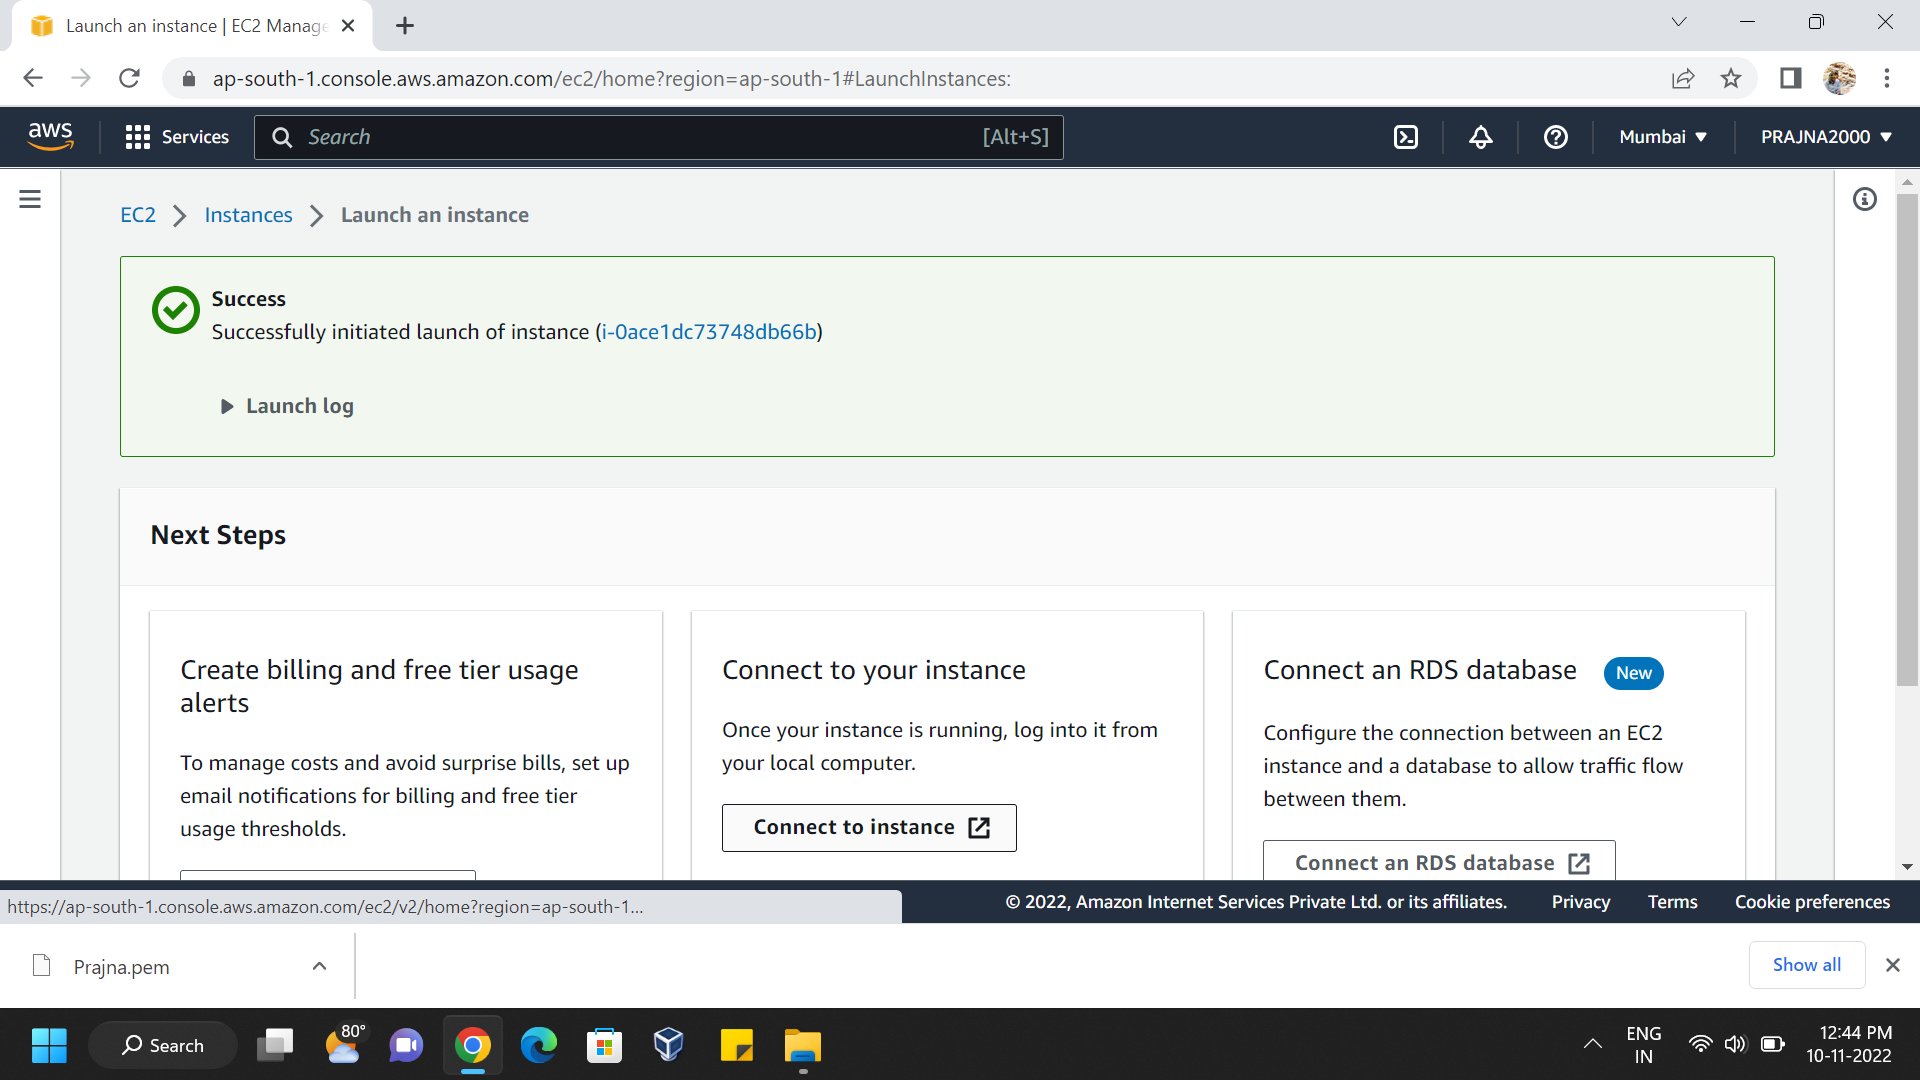 Launch an instance | EC2 Manage
ap-south-1.console.aws.amazon.com/ec2/home?region=ap-south-1#LaunchInstances:
aws
Services
Search
[Alt+S]
Mumbai
PRAJNA2000
EC2
Instances
Launch an instance
Success
Successfully initiated launch of instance (i-0ace1dc73748db66b)
Launch log
Next Steps
Create billing and free tier usage
alerts
To manage costs and avoid surprise bills, set up
email notifications for billing and free tier
usage thresholds.
Connect to your instance
Once your instance is running, log into it from
your local computer.
Connect to instance
Connect an RDS database
New
Configure the connection between an EC2
instance and a database to allow traffic flow
between them.
Connect an RDS database
https://ap-south-1.console.aws.amazon.com/ec2/v2/home?region=ap-south-1...
© 2022, Amazon Internet Services Private Ltd. or its affiliates.
Privacy
Terms
Cookie preferences
Prajna.pem
Show all
Search
80°
ENG
IN
12:44 PM
10-11-2022